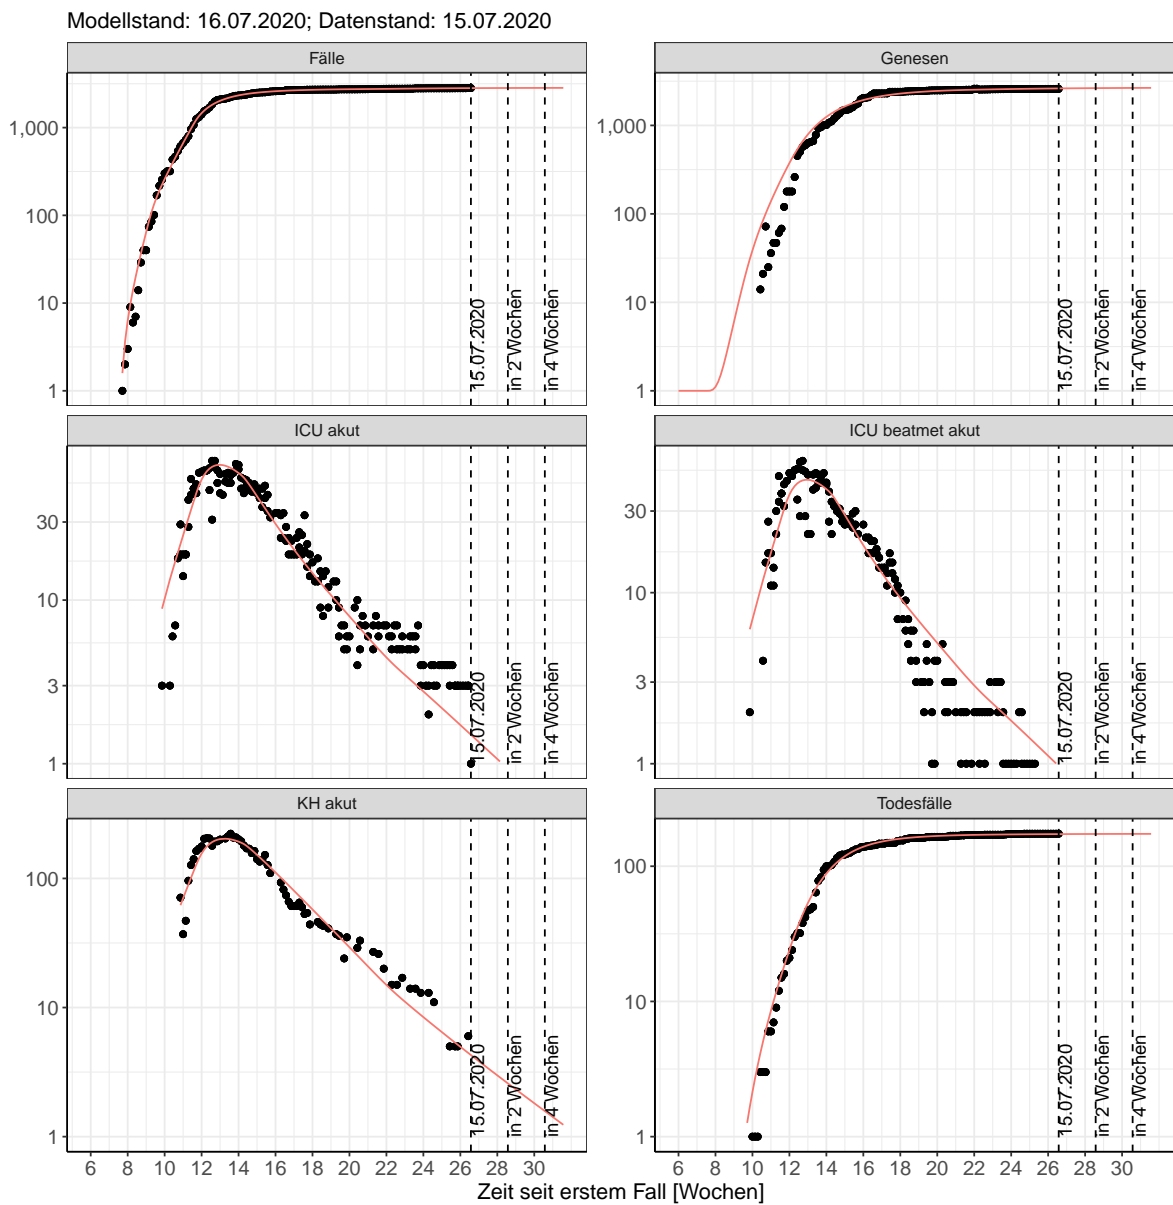 Modellstand: 16.07.2020; Datenstand: 15.07.2020
Fälle
1,000
100
10
1
15.07.2020
in 2 Wochen
in 4 Wochen
Genesen
1,000
100
10
1
15.07.2020
in 2 Wochen
in 4 Wochen
ICU akut
30
10
3
1
15.07.2020
in 2 Wochen
in 4 Wochen
ICU beatmet akut
30
10
3
1
15.07.2020
in 2 Wochen
in 4 Wochen
KH akut
100
10
1
15.07.2020
in 2 Wochen
in 4 Wochen
6 8 10 12 14 16 18 20 22 24 26 28 30
Todesfälle
100
10
1
15.07.2020
in 2 Wochen
in 4 Wochen
6 8 10 12 14 16 18 20 22 24 26 28 30
Zeit seit erstem Fall [Wochen]